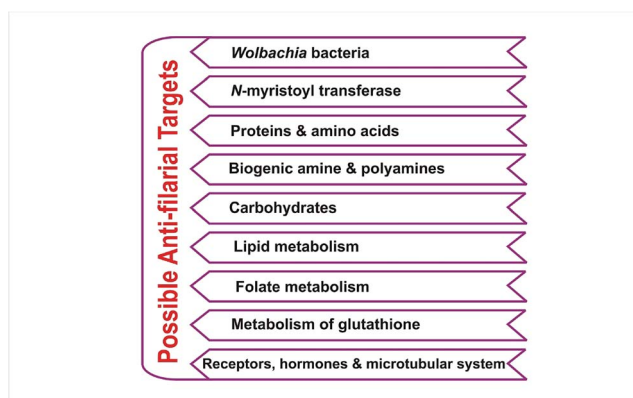 Possible Anti-filarial Targets
Wolbachia bacteria
N-myristoyl transferase
Proteins & amino acids
Biogenic amine & polyamines
Carbohydrates
Lipid metabolism
Folate metabolism
Metabolism of glutathione
Receptors, hormones & microtubular system